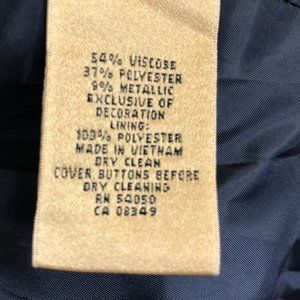 54% VISCOSE
37% POLYESTER
9% METALLIC
EXCLUSIVE OF
DECORATION
LINING:
100% POLYESTER
MADE IN VIETNAM
DRY CLEAN
COVER BUTTONS BEFORE
DRY CLEANING
RN 54050
CA 08349